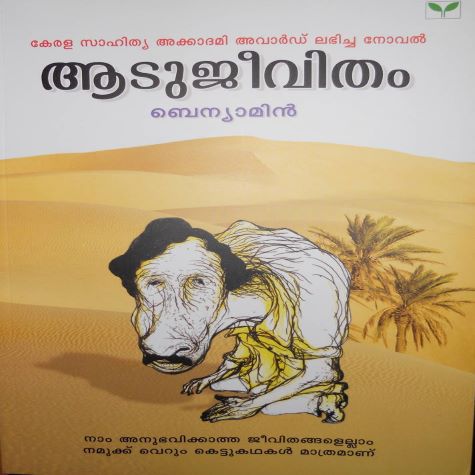 കേരള സാഹിത്യ അക്കാദമി അവാർഡ് ലഭിച്ച നോവൽ
ആടുജീവിതം
ബെന്യാമിൻ
നാം അനുഭവിക്കാത്ത ജീവിതങ്ങളെല്ലാം
നമുക്ക് വെറും കെട്ടുകഥകൾ മാത്രമാണ്